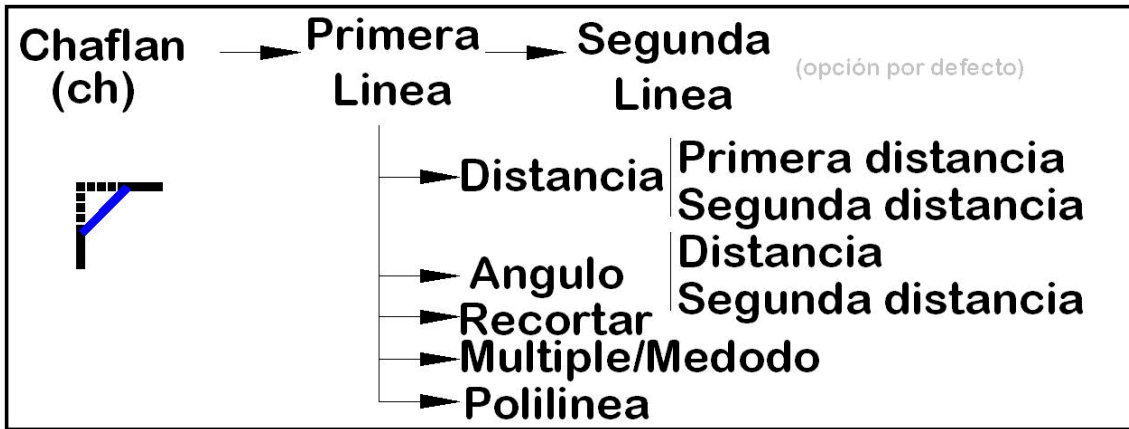 Chaflan
(ch)
Primera
Linea
Segunda
Linea
(opción por defecto)
Distancia
Primera distancia
Segunda distancia
Angulo
Distancia
Segunda distancia
Recortar
Multiple/Medodo
Polilinea